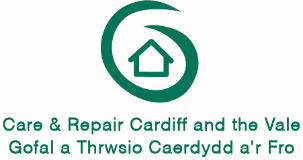 Care & Repair Cardiff and the Vale
Gofal a Thrwsio Caerdydd a'r Fro